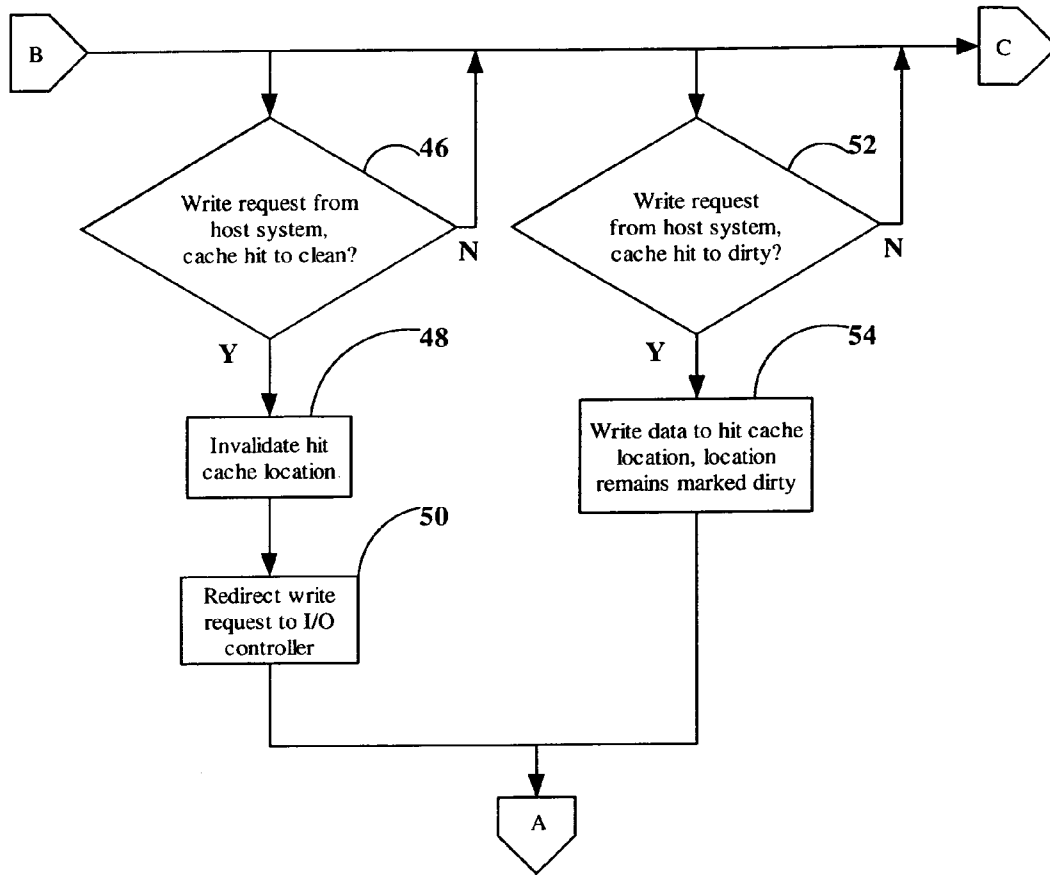 B
C
46
Write request from
host system,
cache hit to clean?
N
Y
52
Write request
from host system,
cache hit to dirty?
N
Y
48
Invalidate hit
cache location
54
Write data to hit cache
location, location
remains marked dirty
50
Redirect write
request to I/O
controller
A